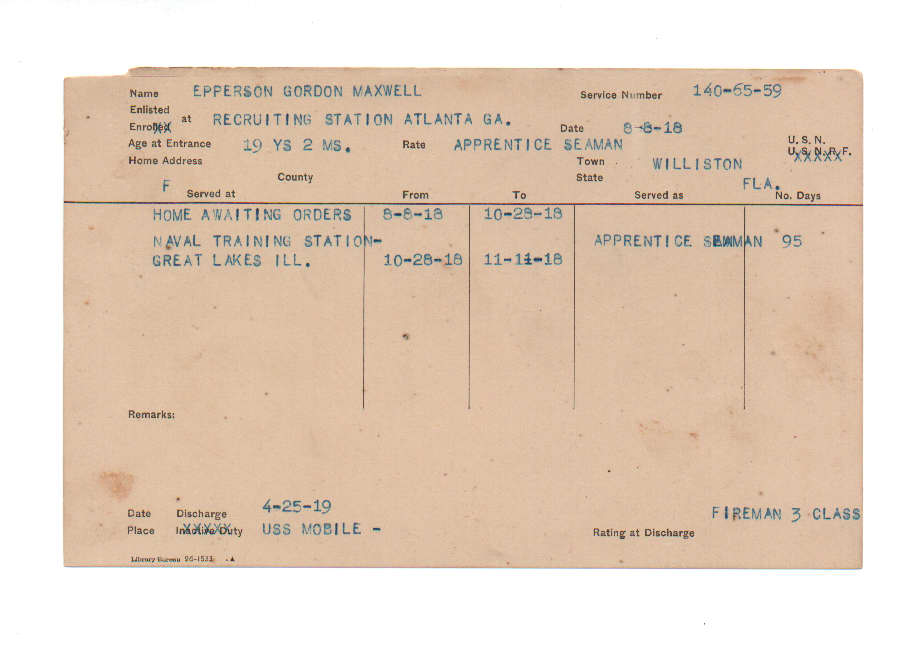 Name EPPERSON GORDON MAXWELL Service Number 140-65-59
Enlisted
Enrolled at RECRUITING STATION ATLANTA GA. Date 8-8-18
Age at Entrance 19 YS 2 MS. Rate APPRENTICE SEAMAN U. S. N.
U. S. N. R. F.
Home Address Town WILLISTON
County State FLA.
F Served at From To Served as No. Days
HOME AWAITING ORDERS 8-8-18 10-28-18
NAVAL TRAINING STATION- APPRENTICE SEAMAN 95
GREAT LAKES ILL. 10-28-18 11-11-18
Remarks:
Date Discharge 4-25-19 FIREMAN 3 CLASS
Place Inactive Duty USS MOBILE - Rating at Discharge
Library Bureau 96-1533 A